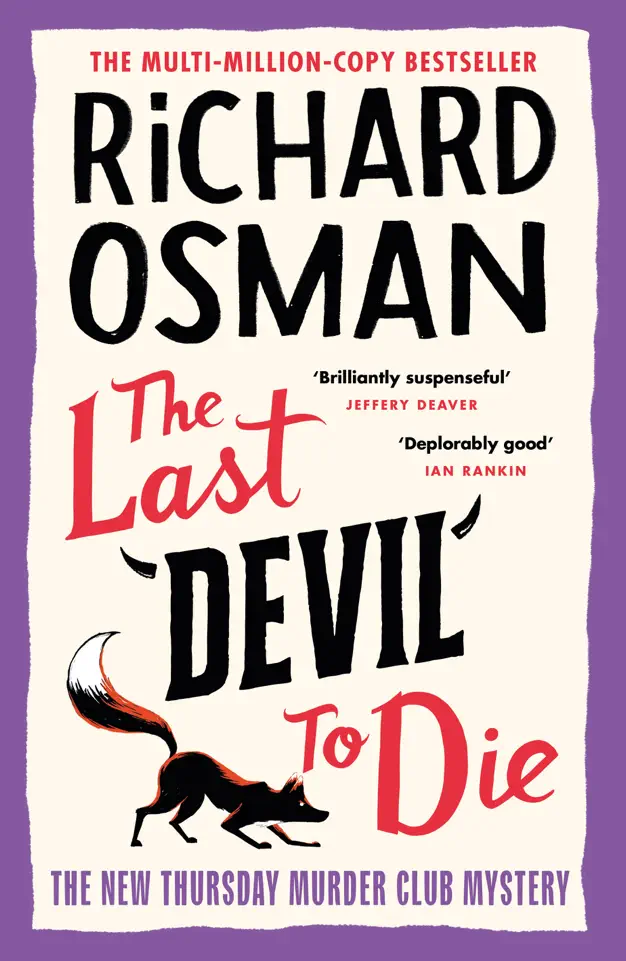 THE MULTI-MILLION-COPY BESTSELLER
RiCHARD
OSMAN
'Brilliantly suspenseful'
JEFFERY DEAVER
'Deplorably good'
IAN RANKIN
The
Last
DEVIL
To Die
THE NEW THURSDAY MURDER CLUB MYSTERY